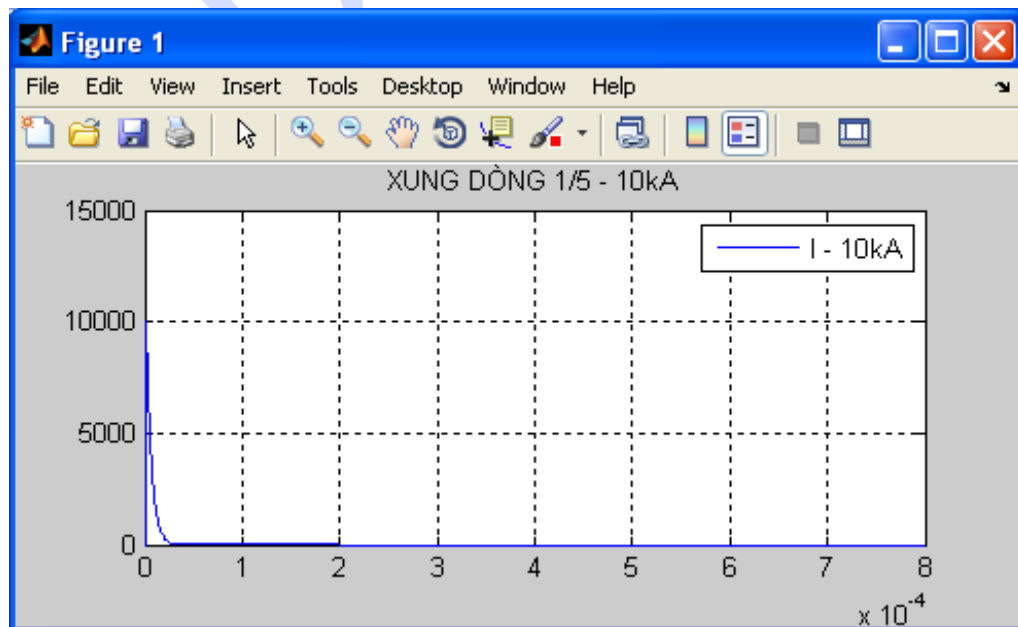 Figure 1
File Edit View Insert Tools Desktop Window Help
XUNG DÒNG 1/5 - 10kA
15000
I - 10kA
10000
5000
0
0 1 2 3 4 5 6 7 8
x 10⁻⁴